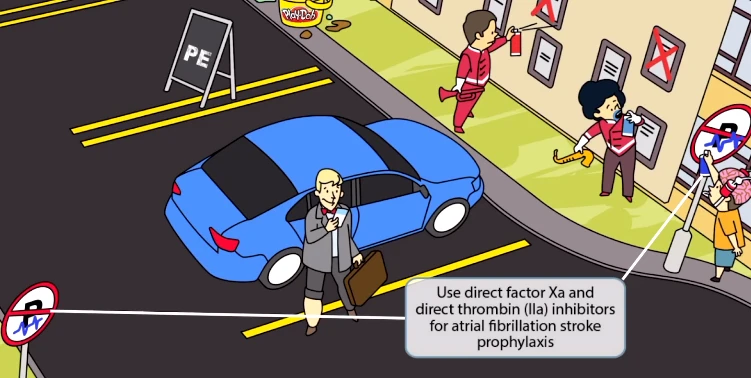 Play-Doh
PE
P
P
Use direct factor Xa and
direct thrombin (IIa) inhibitors
for atrial fibrillation stroke
prophylaxis